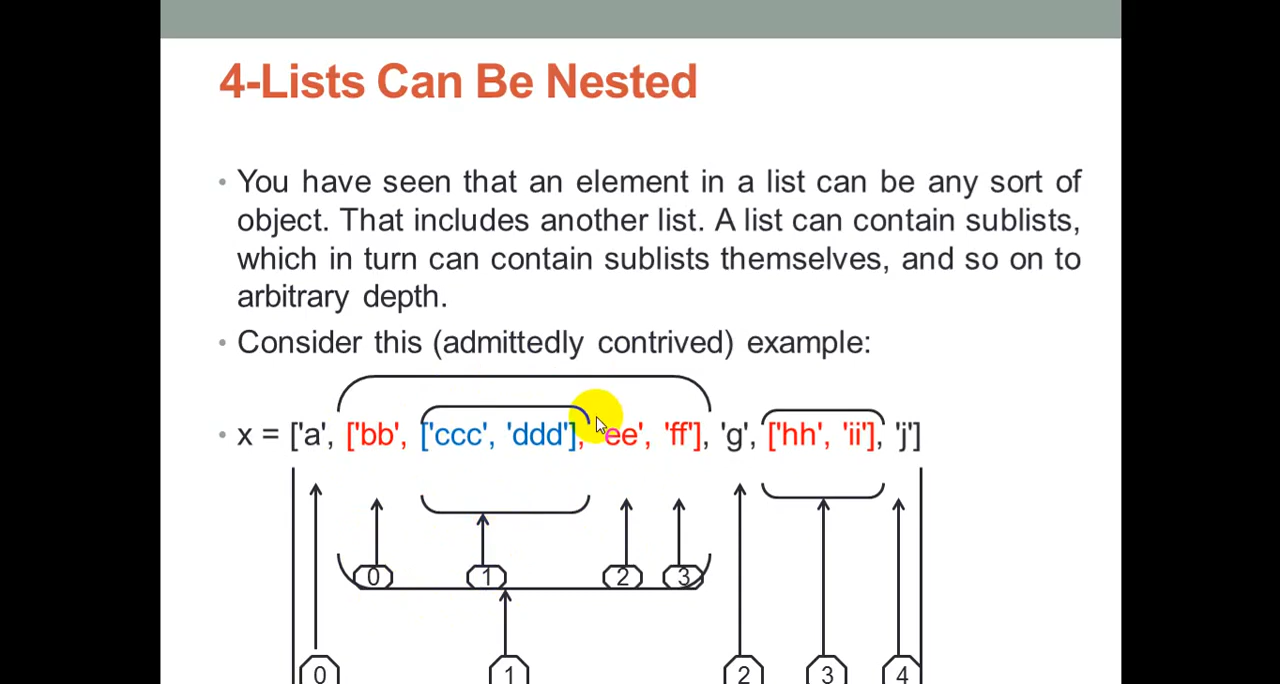 4-Lists Can Be Nested
• You have seen that an element in a list can be any sort of
object. That includes another list. A list can contain sublists,
which in turn can contain sublists themselves, and so on to
arbitrary depth.
• Consider this (admittedly contrived) example:
• x = ['a', ['bb', ['ccc', 'ddd'], 'ee', 'ff'], 'g', ['hh', 'ii'], 'j']
0 1 2 3
0 1 2 3 4